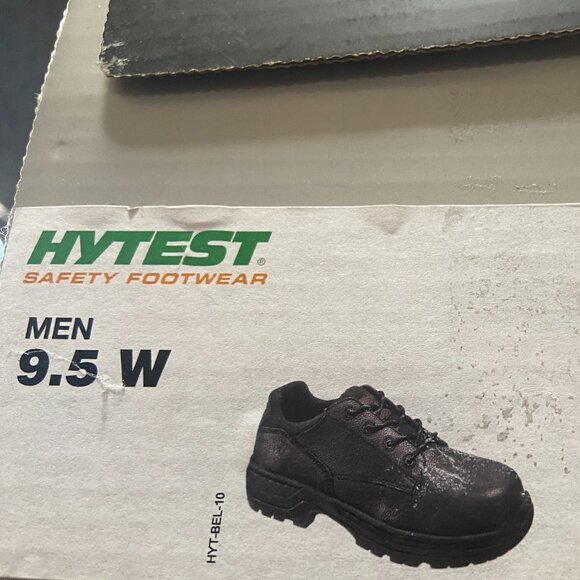 HYTEST®
SAFETY FOOTWEAR
MEN
9.5 W
HYT-BEL-10